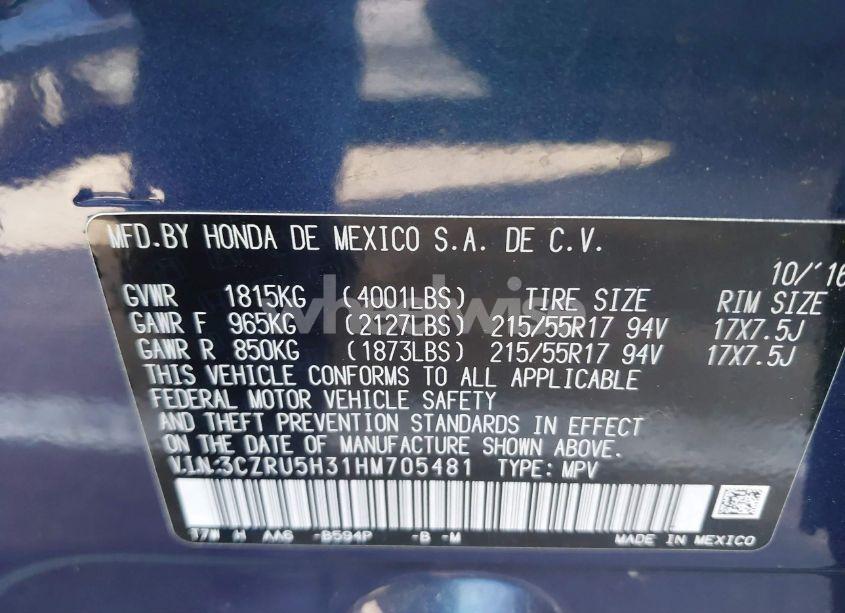 MFD.BY HONDA DE MEXICO S.A. DE C.V.
10/'16
GVWR 1815KG (4001LBS) TIRE SIZE RIM SIZE
GAWR F 965KG (2127LBS) 215/55R17 94V 17X7.5J
GAWR R 850KG (1873LBS) 215/55R17 94V 17X7.5J
THIS VEHICLE CONFORMS TO ALL APPLICABLE
FEDERAL MOTOR VEHICLE SAFETY
AND THEFT PREVENTION STANDARDS IN EFFECT
ON THE DATE OF MANUFACTURE SHOWN ABOVE.
V.I.N:3CZRU5H31HM705481 TYPE: MPV
AA6 -B594P -B -M
MADE IN MEXICO